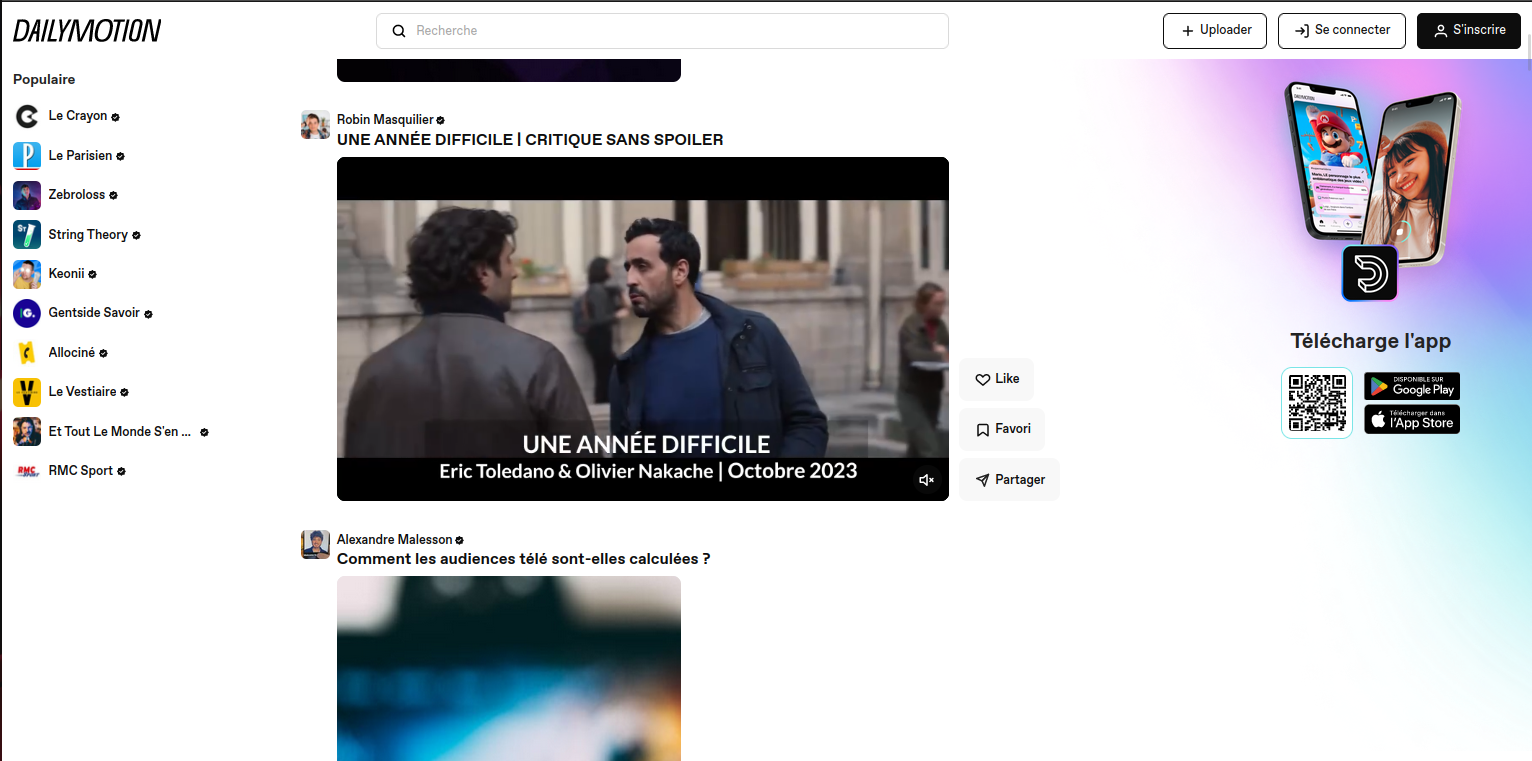 DAILYMOTION
Recherche
Uploader
Se connecter
S'inscrire
Populaire
Le Crayon
Le Parisien
Zebroloss
String Theory
Keonii
Gentside Savoir
Allociné
Le Vestiaire
Et Tout Le Monde S'en ...
RMC Sport
Robin Masquilier
UNE ANNÉE DIFFICILE | CRITIQUE SANS SPOILER
UNE ANNÉE DIFFICILE
Eric Toledano & Olivier Nakache | Octobre 2023
Like
Favori
Partager
Alexandre Malesson
Comment les audiences télé sont-elles calculées ?
Télécharge l'app
DISPONIBLE SUR
Google Play
Télécharger dans
l'App Store